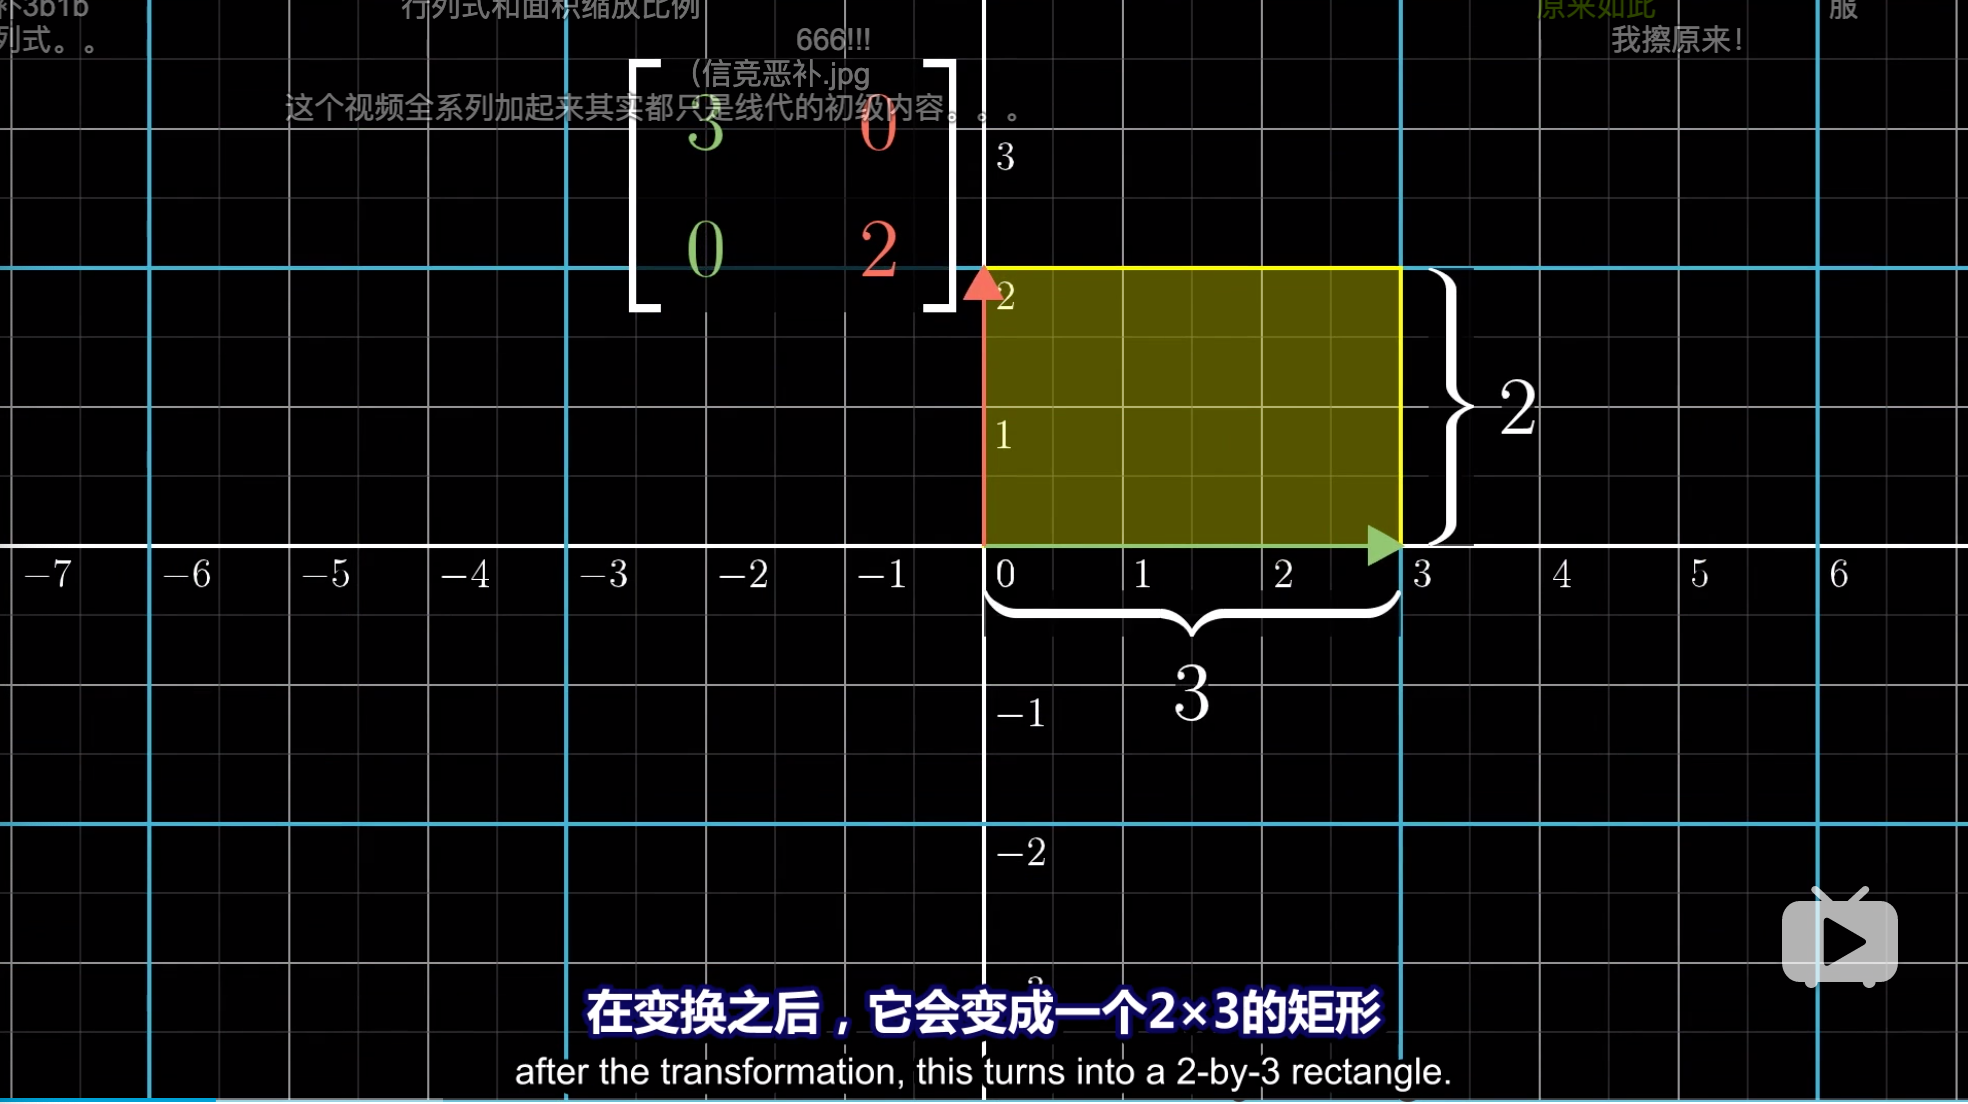 补3b1b
行列式和面积缩放比例
原来如此
服
列式。。
666!!!
我擦原来!
(信竞恶补.jpg
这个视频全系列加起来其实都只是线代的初级内容。。。
3 0
0 2
3
2
1
2
-7 -6 -5 -4 -3 -2 -1 0 1 2 3 4 5 6
3
-1
-2
在变换之后，它会变成一个2×3的矩形
after the transformation, this turns into a 2-by-3 rectangle.